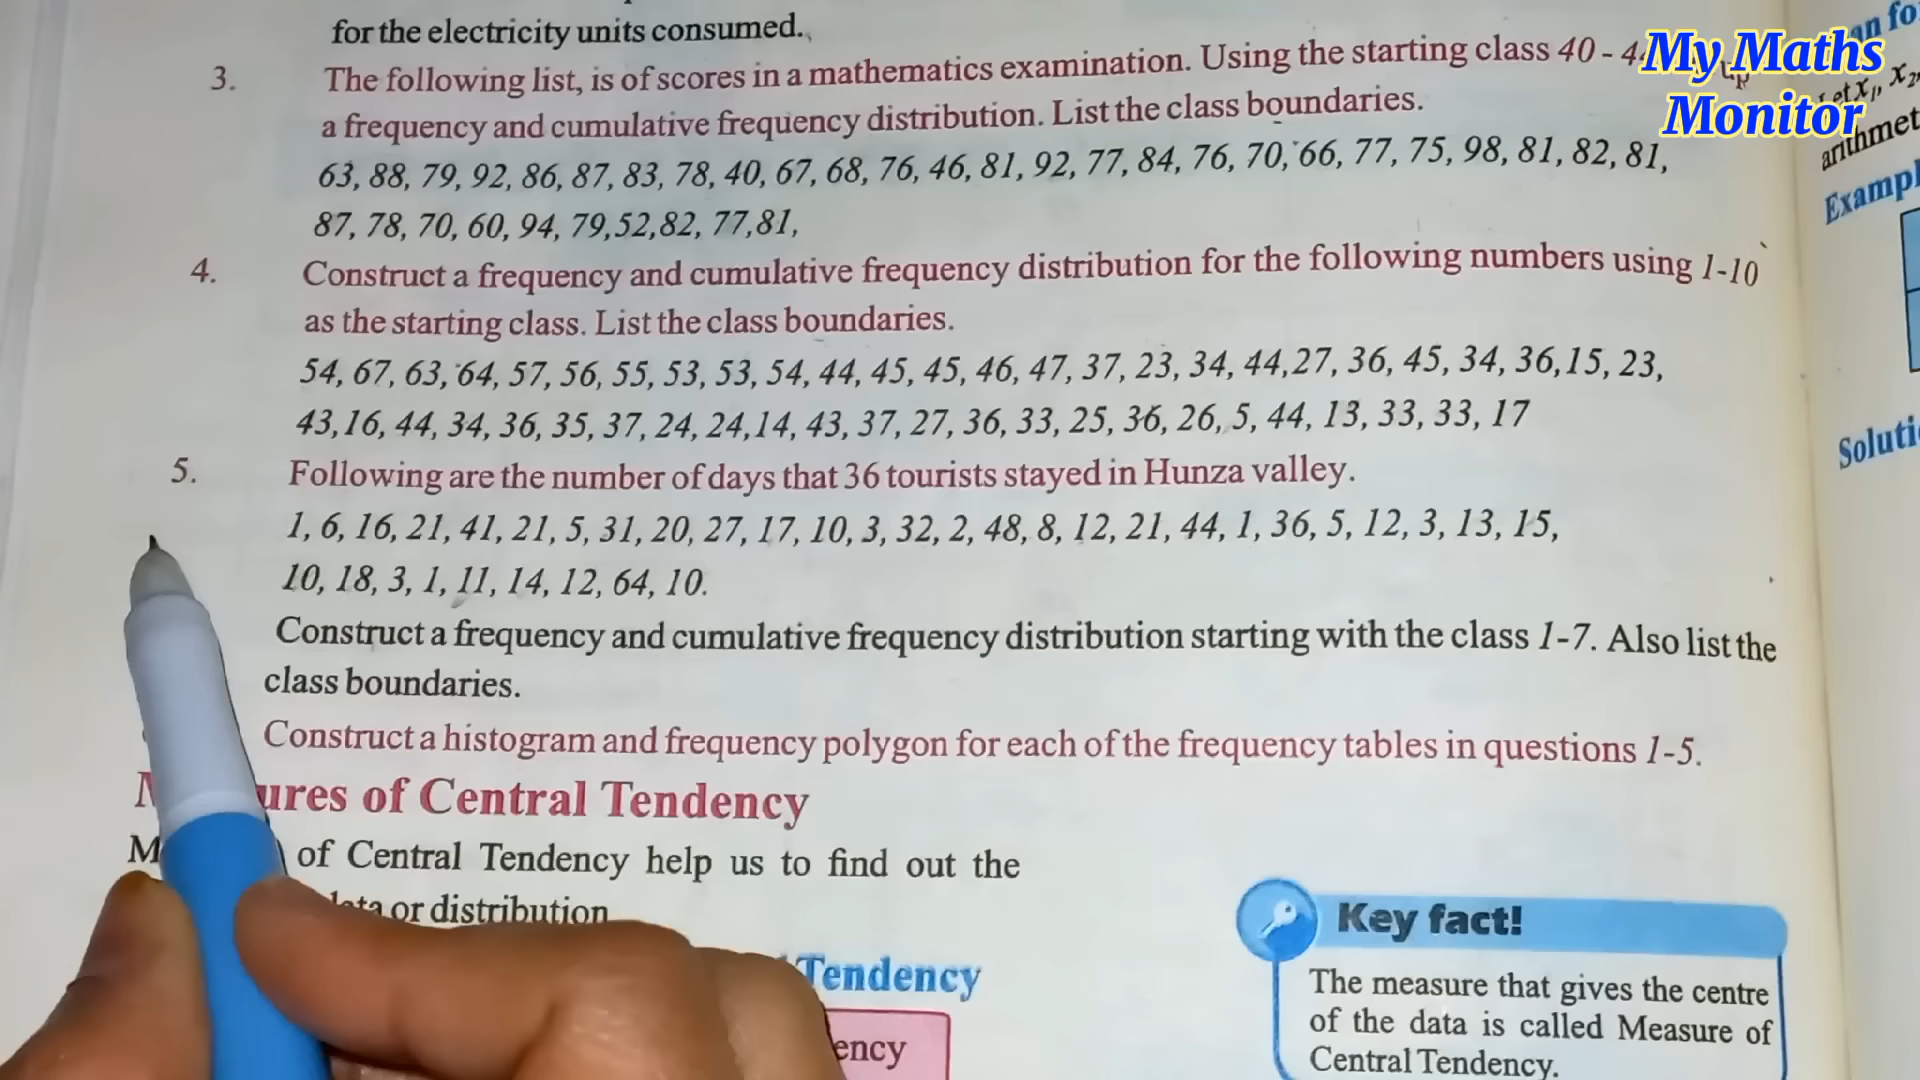 for the electricity units consumed.
3. The following list, is of scores in a mathematics examination. Using the starting class 40 - 4 up
a frequency and cumulative frequency distribution. List the class boundaries.
63, 88, 79, 92, 86, 87, 83, 78, 40, 67, 68, 76, 46, 81, 92, 77, 84, 76, 70, 66, 77, 75, 98, 81, 82, 81,
87, 78, 70, 60, 94, 79,52,82, 77,81,
4. Construct a frequency and cumulative frequency distribution for the following numbers using 1-10
as the starting class. List the class boundaries.
54, 67, 63, 64, 57, 56, 55, 53, 53, 54, 44, 45, 45, 46, 47, 37, 23, 34, 44,27, 36, 45, 34, 36,15, 23,
43,16, 44, 34, 36, 35, 37, 24, 24,14, 43, 37, 27, 36, 33, 25, 36, 26, 5, 44, 13, 33, 33, 17
5. Following are the number of days that 36 tourists stayed in Hunza valley.
1, 6, 16, 21, 41, 21, 5, 31, 20, 27, 17, 10, 3, 32, 2, 48, 8, 12, 21, 44, 1, 36, 5, 12, 3, 13, 15,
10, 18, 3, 1, 11, 14, 12, 64, 10.
Construct a frequency and cumulative frequency distribution starting with the class 1-7. Also list the
class boundaries.
Construct a histogram and frequency polygon for each of the frequency tables in questions 1-5.
ures of Central Tendency
of Central Tendency help us to find out the
or distribution
Tendency
ency
Key fact!
The measure that gives the centre
of the data is called Measure of
Central Tendency.
My Maths
Monitor
x₁, x₂,
arithmet
Exampl
Soluti